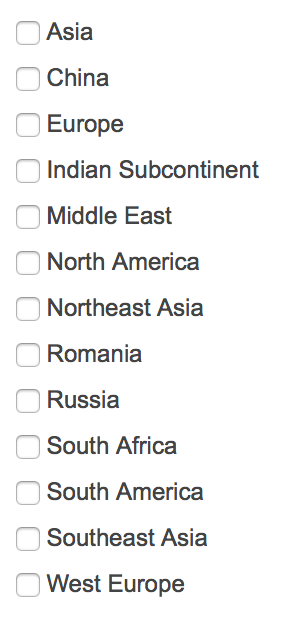 Asia
China
Europe
Indian Subcontinent
Middle East
North America
Northeast Asia
Romania
Russia
South Africa
South America
Southeast Asia
West Europe